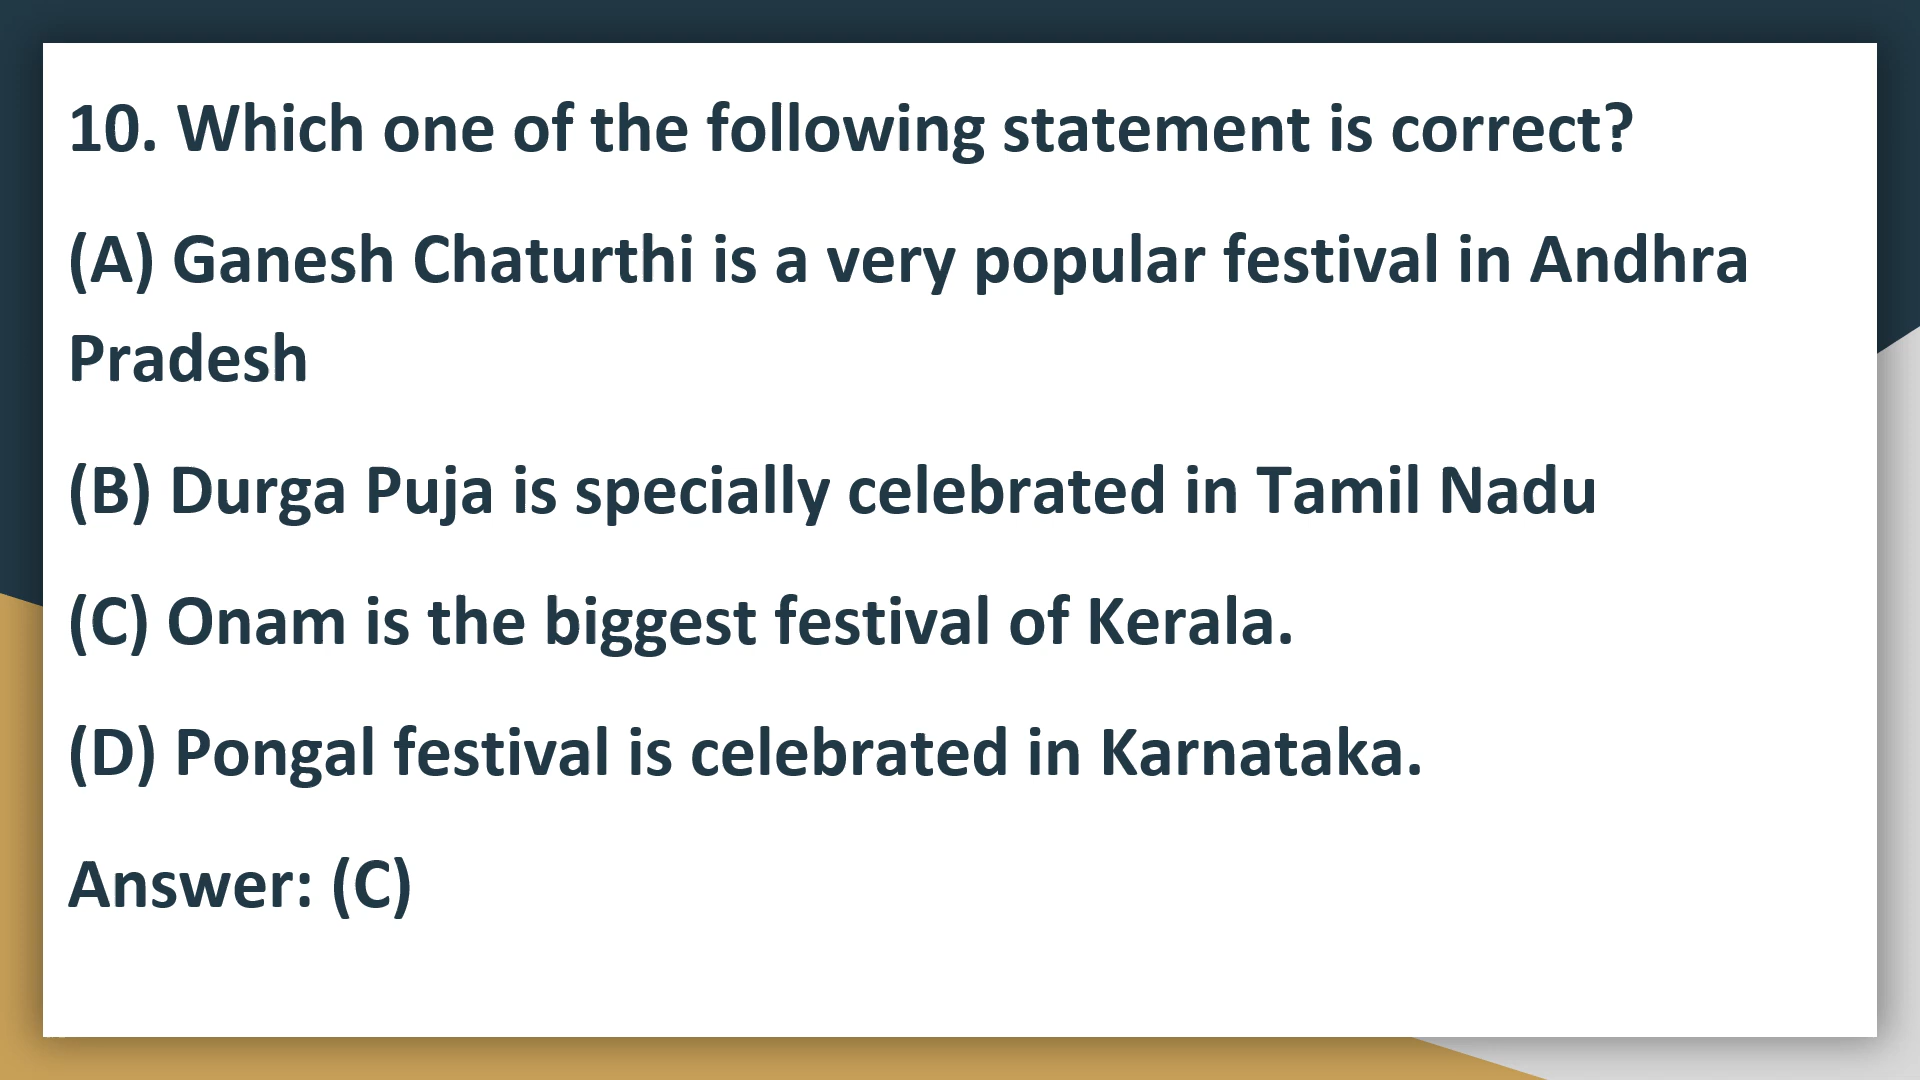 10. Which one of the following statement is correct?
(A) Ganesh Chaturthi is a very popular festival in Andhra
Pradesh
(B) Durga Puja is specially celebrated in Tamil Nadu
(C) Onam is the biggest festival of Kerala.
(D) Pongal festival is celebrated in Karnataka.
Answer: (C)